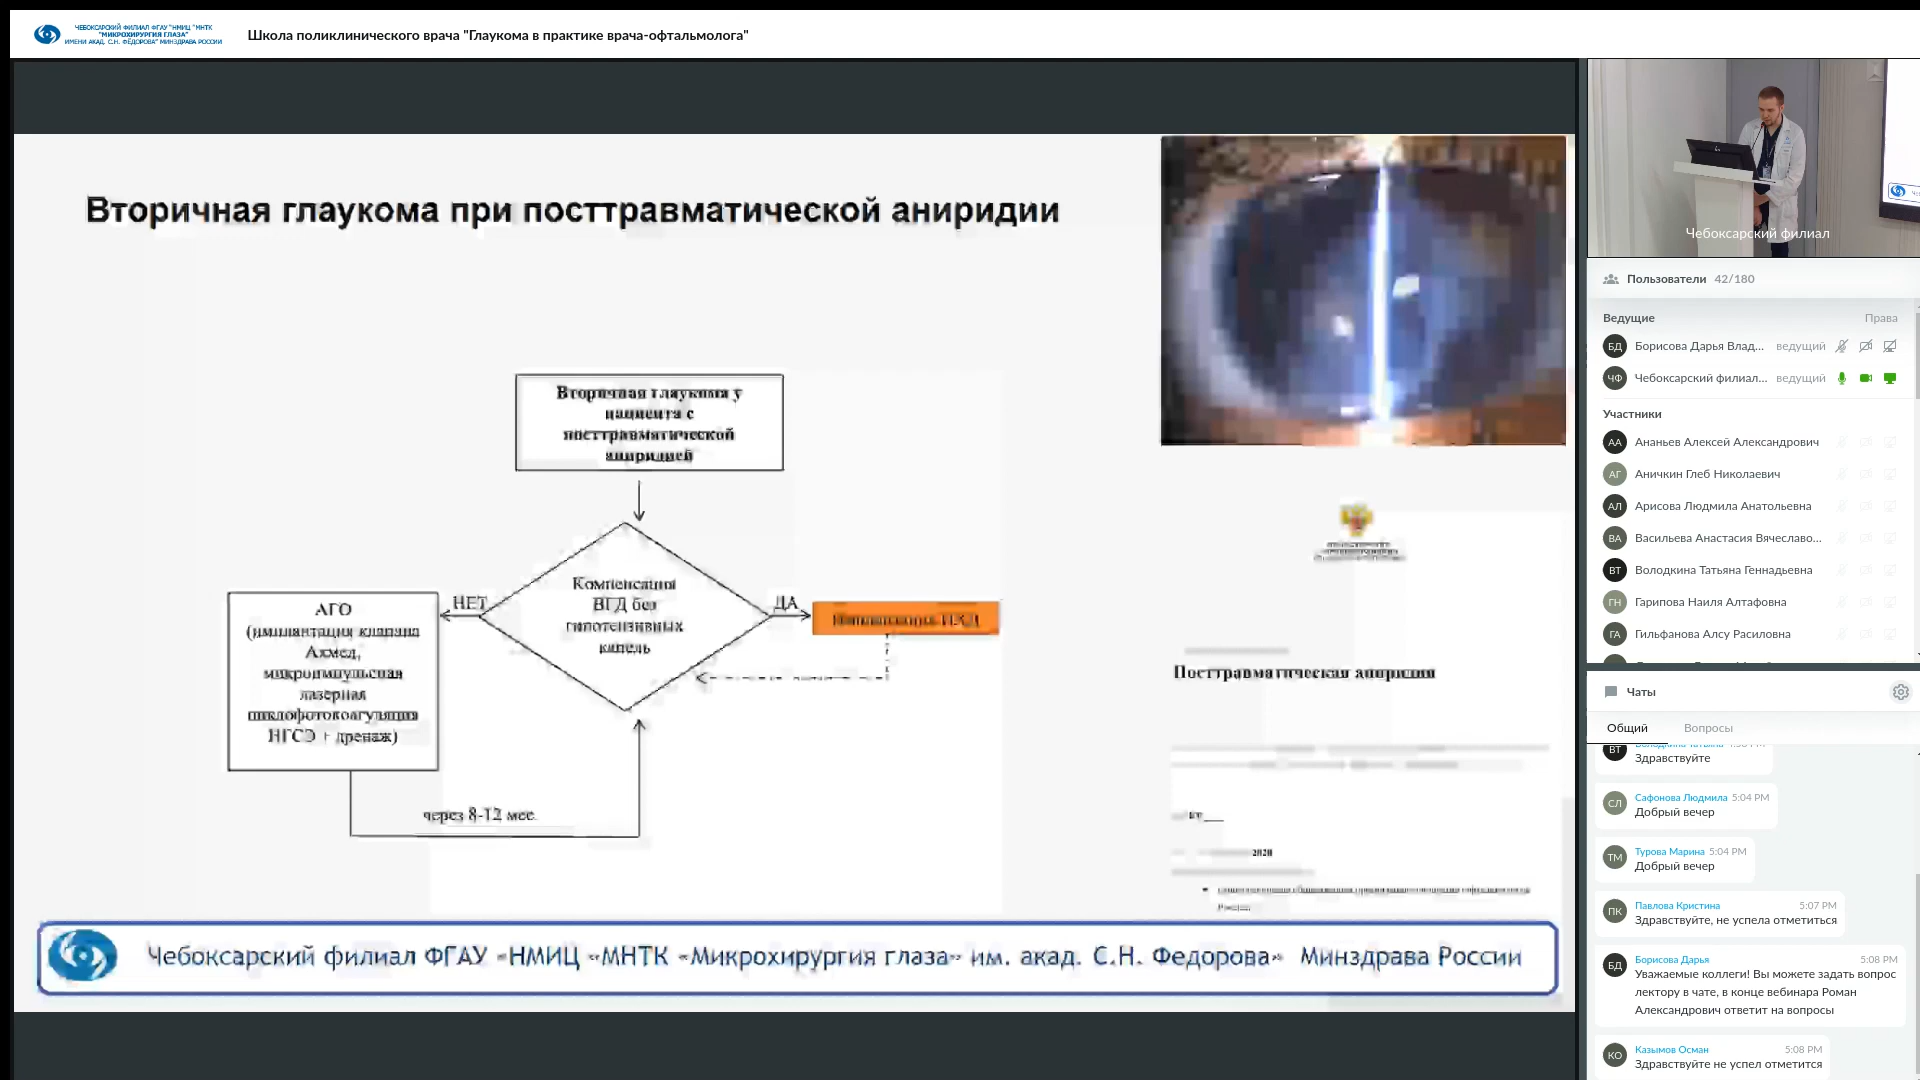 ЧЕБОКСАРСКИЙ ФИЛИАЛ ФГАУ "НМИЦ "МНТК
"МИКРОХИРУРГИЯ ГЛАЗА"
ИМЕНИ АКАД. С.Н. ФЁДОРОВА" МИНЗДРАВА РОССИИ
Школа поликлинического врача "Глаукома в практике врача-офтальмолога"
Вторичная глаукома при посттравматической аниридии
Вторичная глаукома у
пациента с
посттравматической
аниридией
Компенсация
ВГД без
гипотензивных
капель
НЕТ
ДА
Имплантация ИХД
АГО
(имплантация клапана
Ахмед,
микроимпульсная
лазерная
циклофотокоагуляция
НГСЭ + дренаж)
через 8-12 мес.
Посттравматическая аниридия
2020
России
Чебоксарский филиал ФГАУ «НМИЦ «МНТК «Микрохирургия глаза» им. акад. С.Н. Федорова» Минздрава России
Чебоксарский филиал
Пользователи 42/180
Ведущие Права
БД Борисова Дарья Влад... ведущий
ЧФ Чебоксарский филиал... ведущий
Участники
АА Ананьев Алексей Александрович
АГ Аничкин Глеб Николаевич
АЛ Арисова Людмила Анатольевна
ВА Васильева Анастасия Вячеславо...
ВТ Володкина Татьяна Геннадьевна
ГН Гарипова Наиля Алтафовна
ГА Гильфанова Алсу Расиловна
Чаты
Общий Вопросы
ВТ
Здравствуйте
СЛ Сафонова Людмила 5:04 PM
Добрый вечер
ТМ Турова Марина 5:04 PM
Добрый вечер
ПК Павлова Кристина 5:07 PM
Здравствуйте, не успела отметиться
БД Борисова Дарья 5:08 PM
Уважаемые коллеги! Вы можете задать вопрос
лектору в чате, в конце вебинара Роман
Александрович ответит на вопросы
КО Казымов Осман 5:08 PM
Здравствуйте не успел отметится